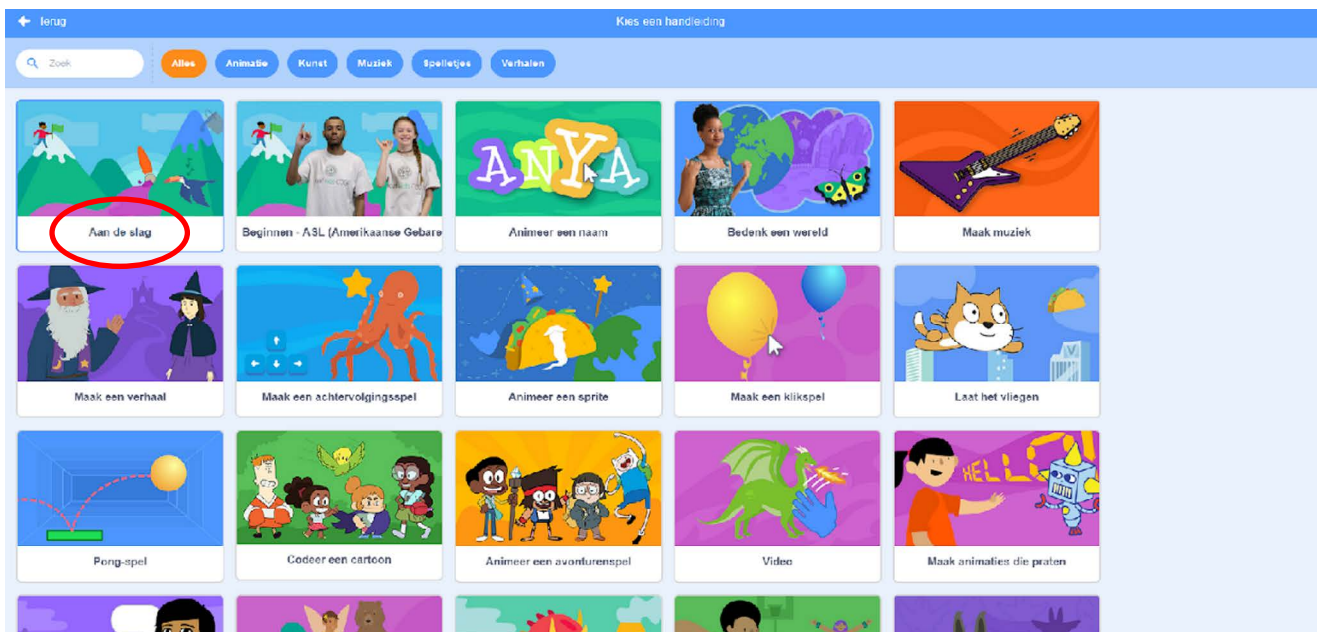 Terug
Kies een handleiding
Zoek
Alles
Animatie
Kunst
Muziek
Spelletjes
Verhalen
ANYA
Aan de slag
Beginnen - ASL (Amerikaanse Gebare
Animeer een naam
Bedenk een wereld
Maak muziek
Maak een verhaal
Maak een achtervolgingsspel
Animeer een sprite
Maak een klikspel
Laat het vliegen
HELLO
Pong-spel
Codeer een cartoon
Animeer een avonturenspel
Video
Maak animaties die praten